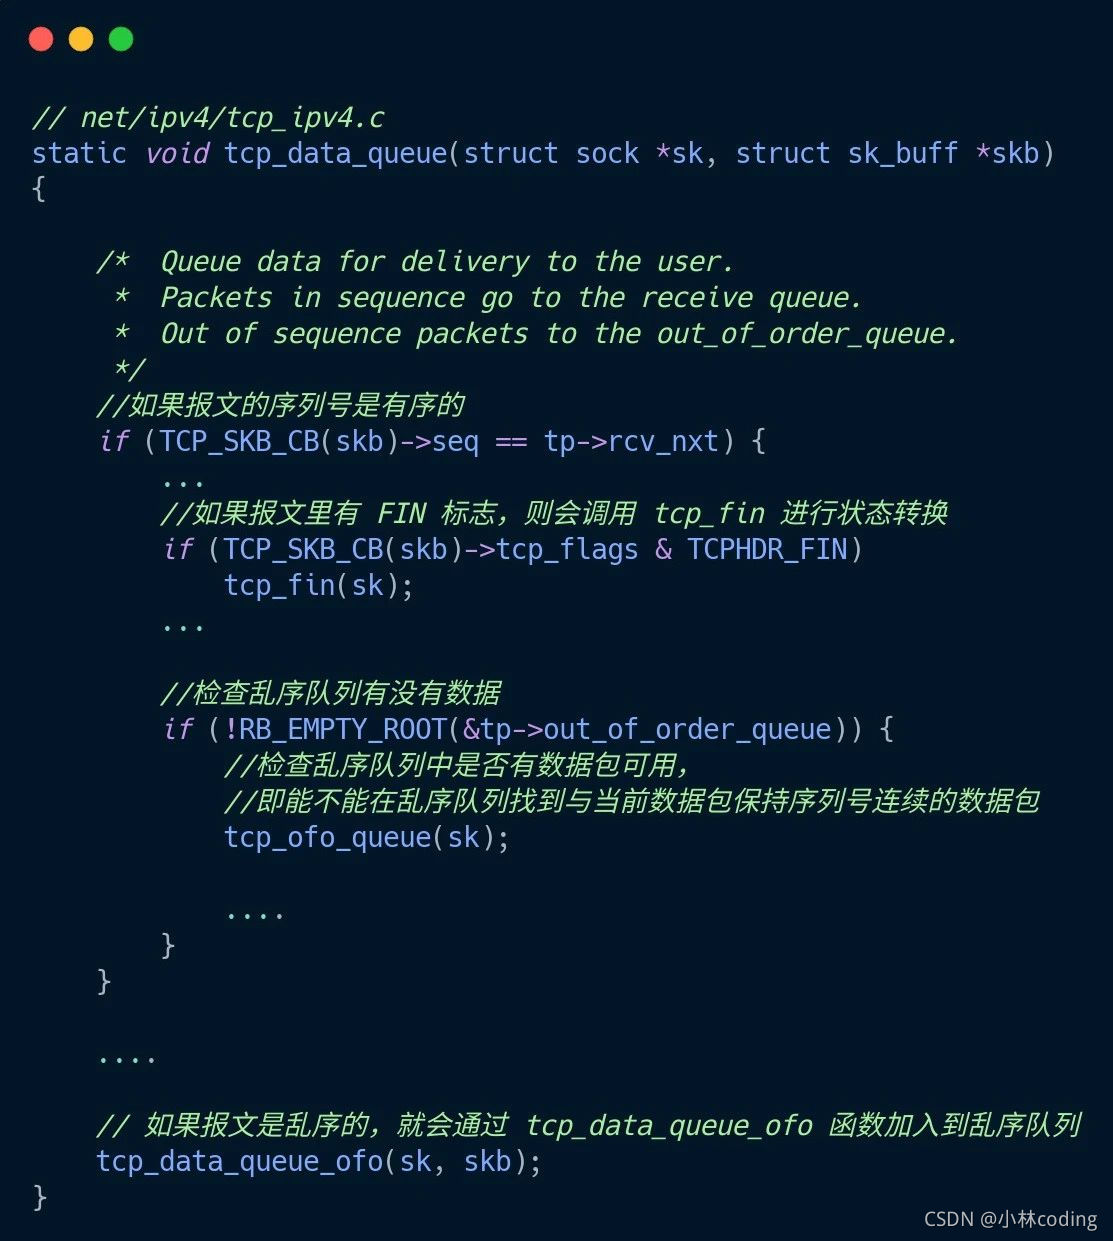 // net/ipv4/tcp_ipv4.c
static void tcp_data_queue(struct sock *sk, struct sk_buff *skb)
{
    /*  Queue data for delivery to the user.
     *  Packets in sequence go to the receive queue.
     *  Out of sequence packets to the out_of_order_queue.
     */
    //如果报文的序列号是有序的
    if (TCP_SKB_CB(skb)->seq == tp->rcv_nxt) {
        ...
        //如果报文里有 FIN 标志，则会调用 tcp_fin 进行状态转换
        if (TCP_SKB_CB(skb)->tcp_flags & TCPHDR_FIN)
            tcp_fin(sk);
        ...
        //检查乱序队列有没有数据
        if (!RB_EMPTY_ROOT(&tp->out_of_order_queue)) {
            //检查乱序队列中是否有数据包可用，
            //即能不能在乱序队列找到与当前数据包保持序列号连续的数据包
            tcp_ofo_queue(sk);
            ....
        }
    }
    ....
    // 如果报文是乱序的，就会通过 tcp_data_queue_ofo 函数加入到乱序队列
    tcp_data_queue_ofo(sk, skb);
}
CSDN @小林coding